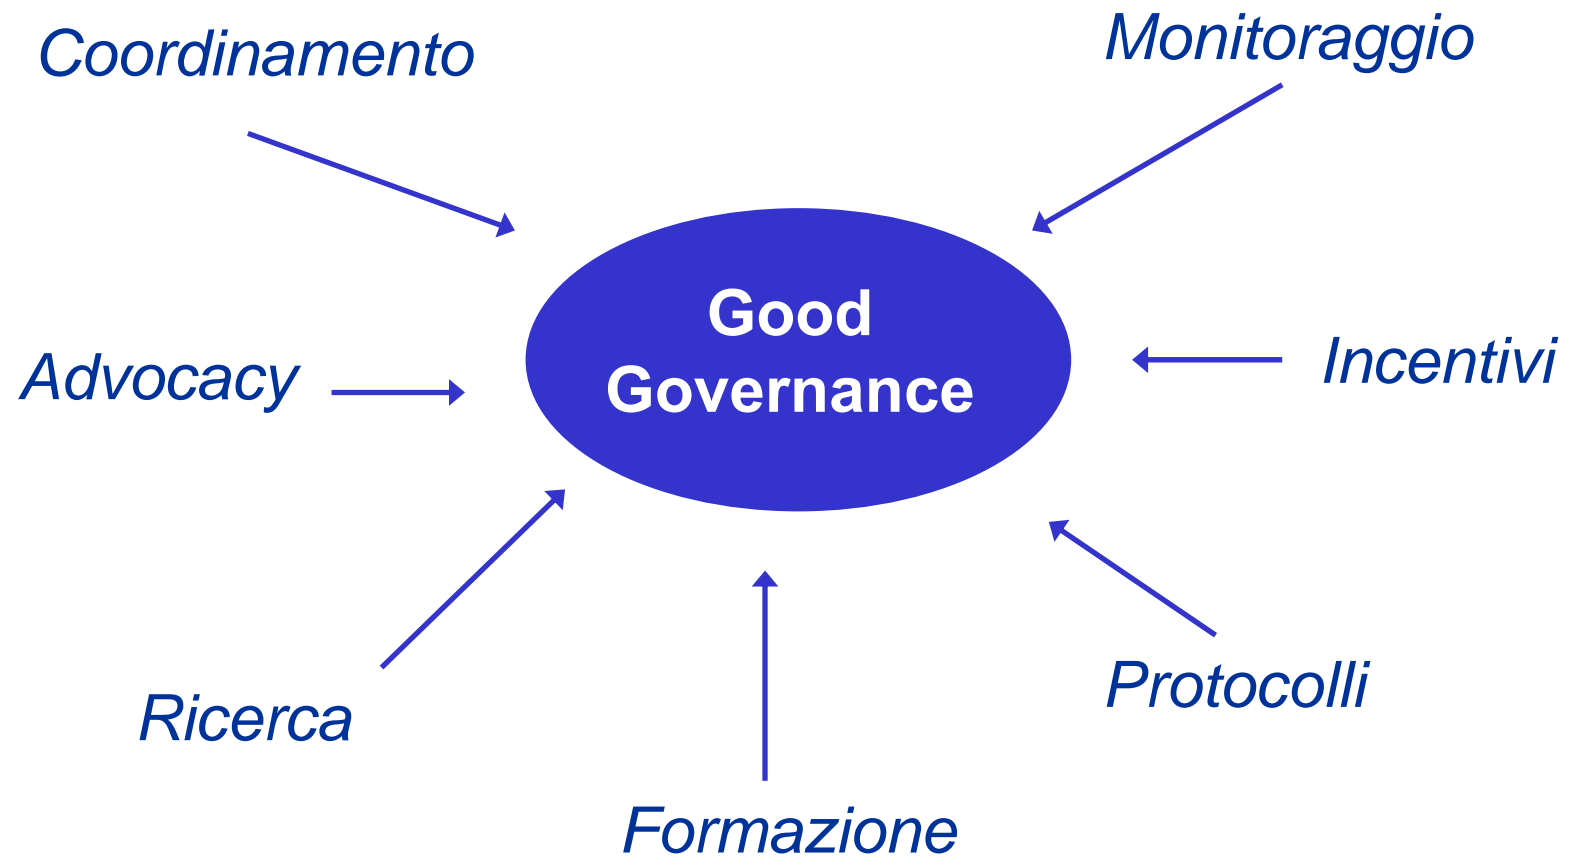 Coordinamento
Monitoraggio
Good
Governance
Advocacy
Incentivi
Ricerca
Protocolli
Formazione